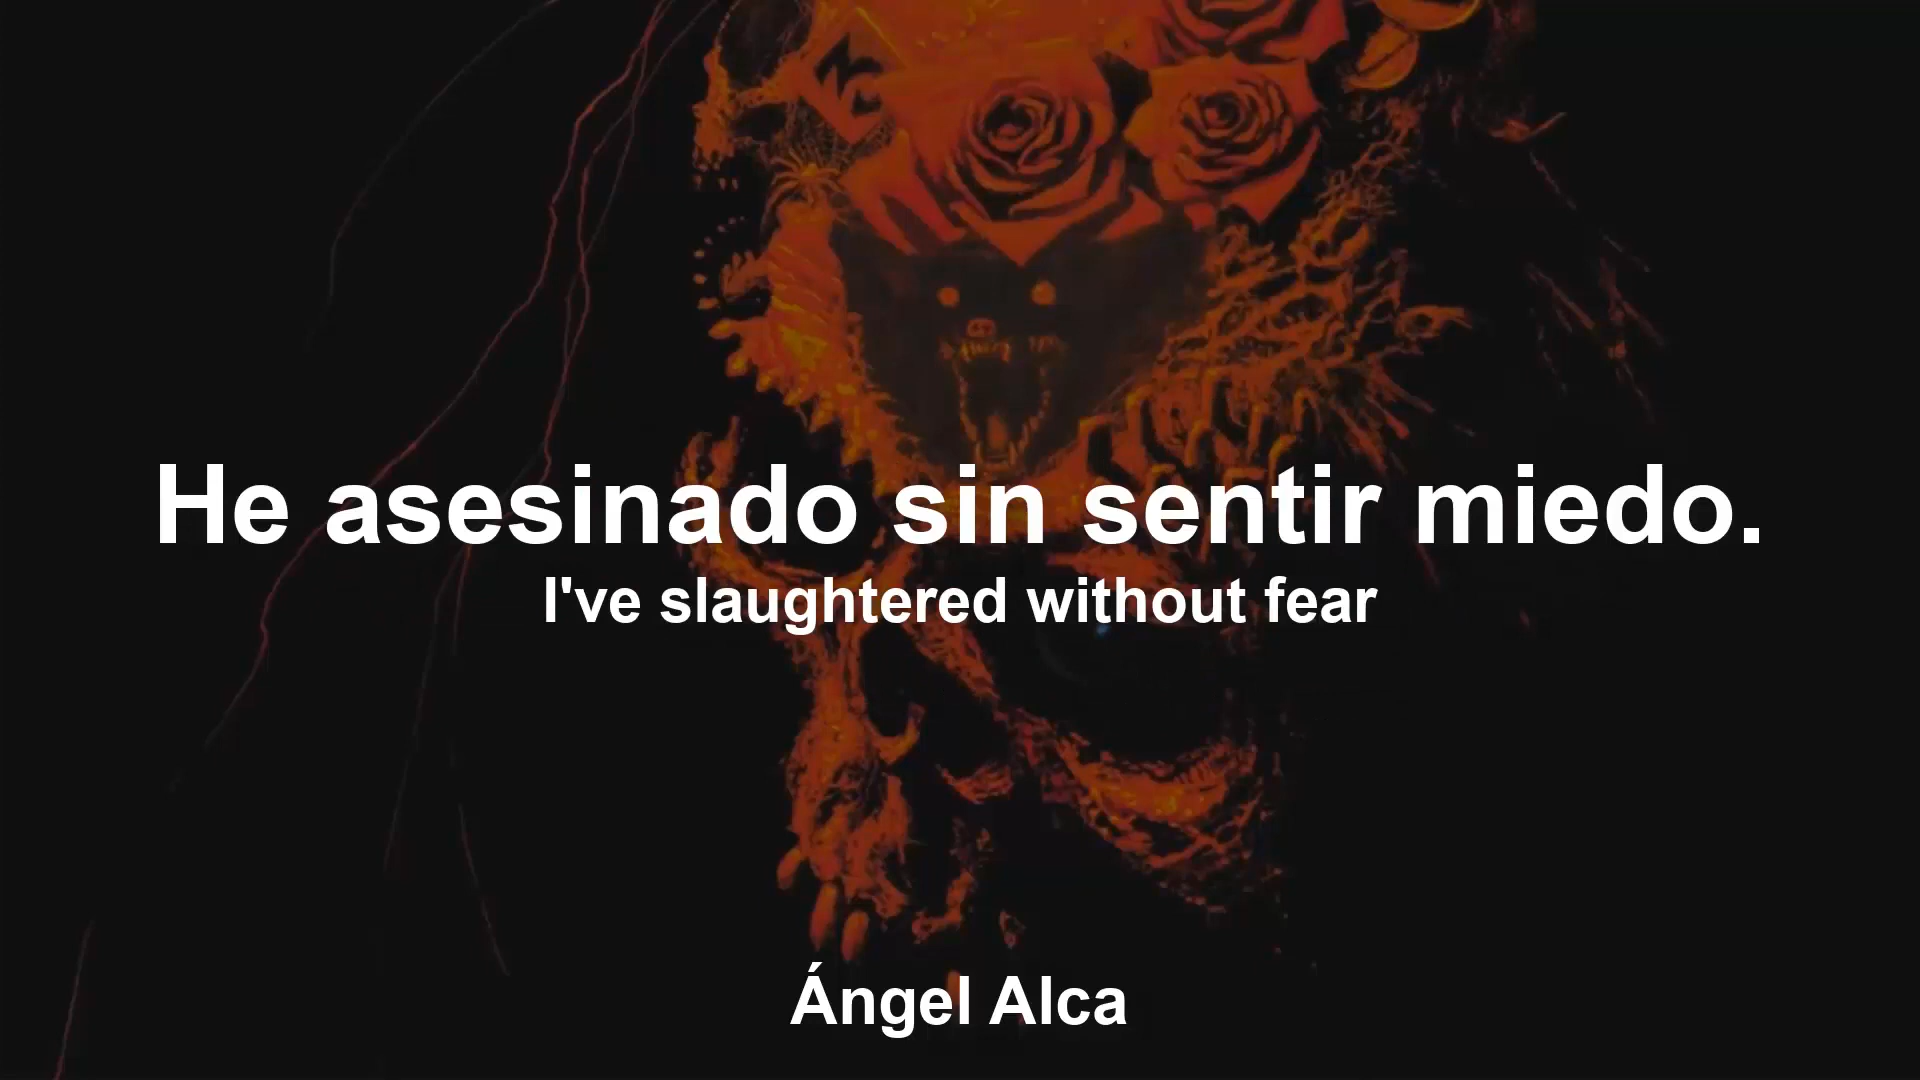 He asesinado sin sentir miedo.
I've slaughtered without fear
Ángel Alca